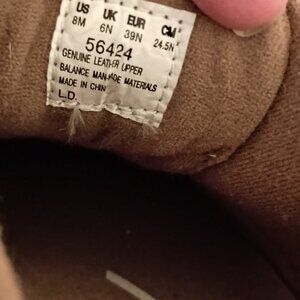 US UK EUR CM
8M 6N 39N 24.5N
56424
GENUINE LEATHER UPPER
BALANCE MAN-MADE MATERIALS
MADE IN CHINA
L.D.